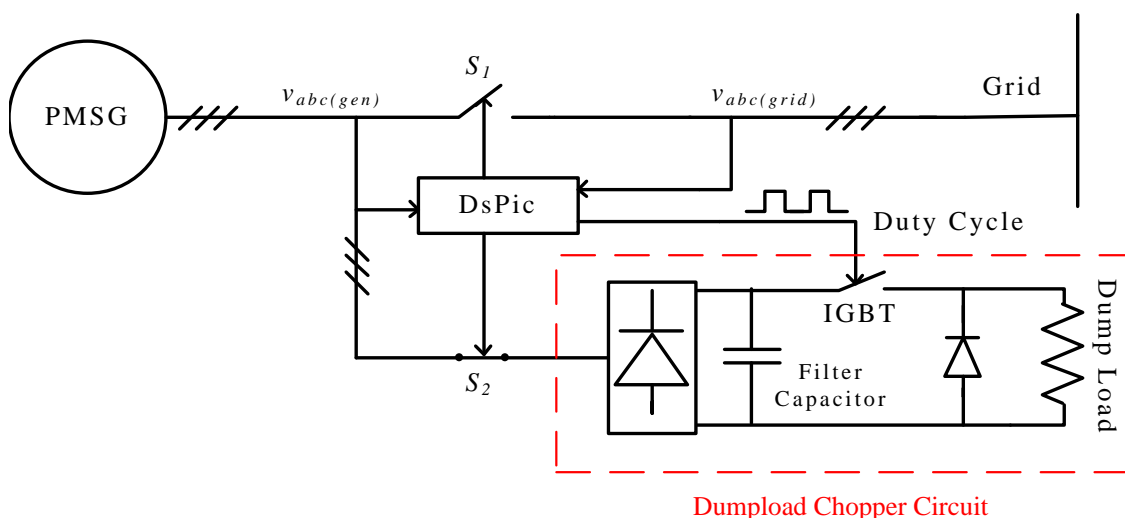 S1
PMSG
vabc(gen)
vabc(grid)
Grid
DsPic
Duty Cycle
IGBT
S2
Filter
Capacitor
Dump Load
Dumpload Chopper Circuit